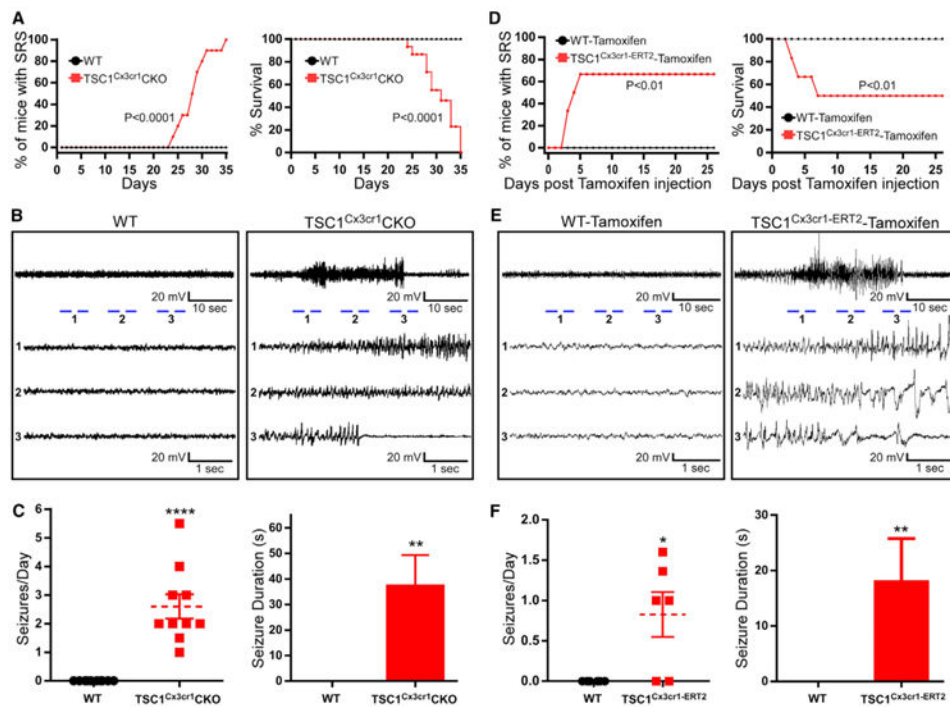 A
% of mice with SRS
100
80
60
40
20
0
WT
TSC1Cx3cr1CKO
P<0.0001
1 5 10 15 20 25 30 35
Days
% Survival
100
80
60
40
20
0
WT
TSC1Cx3cr1CKO
P<0.0001
1 5 10 15 20 25 30 35
Days
D
% of mice with SRS
100
80
60
40
20
0
WT-Tamoxifen
TSC1Cx3cr1-ERT2-Tamoxifen
P<0.01
0 5 10 15 20 25
Days post Tamoxifen injection
% Survival
100
80
60
40
20
0
P<0.01
WT-Tamoxifen
TSC1Cx3cr1-ERT2-Tamoxifen
0 5 10 15 20 25
Days post Tamoxifen injection
B
WT
20 mV
10 sec
1 2 3
1
2
3
20 mV
1 sec
TSC1Cx3cr1CKO
20 mV
10 sec
1 2 3
1
2
3
20 mV
1 sec
E
WT-Tamoxifen
20 mV
10 sec
1 2 3
1
2
3
20 mV
1 sec
TSC1Cx3cr1-ERT2-Tamoxifen
20 mV
10 sec
1 2 3
1
2
3
20 mV
1 sec
C
Seizures/Day
6
5
4
3
2
1
0
****
WT TSC1Cx3cr1CKO
Seizure Duration (s)
60
50
40
30
20
10
0
**
WT TSC1Cx3cr1CKO
F
Seizures/Day
2.0
1.5
1.0
0.5
0.0
*
WT TSC1Cx3cr1-ERT2
Seizure Duration (s)
30
20
10
0
**
WT TSC1Cx3cr1-ERT2